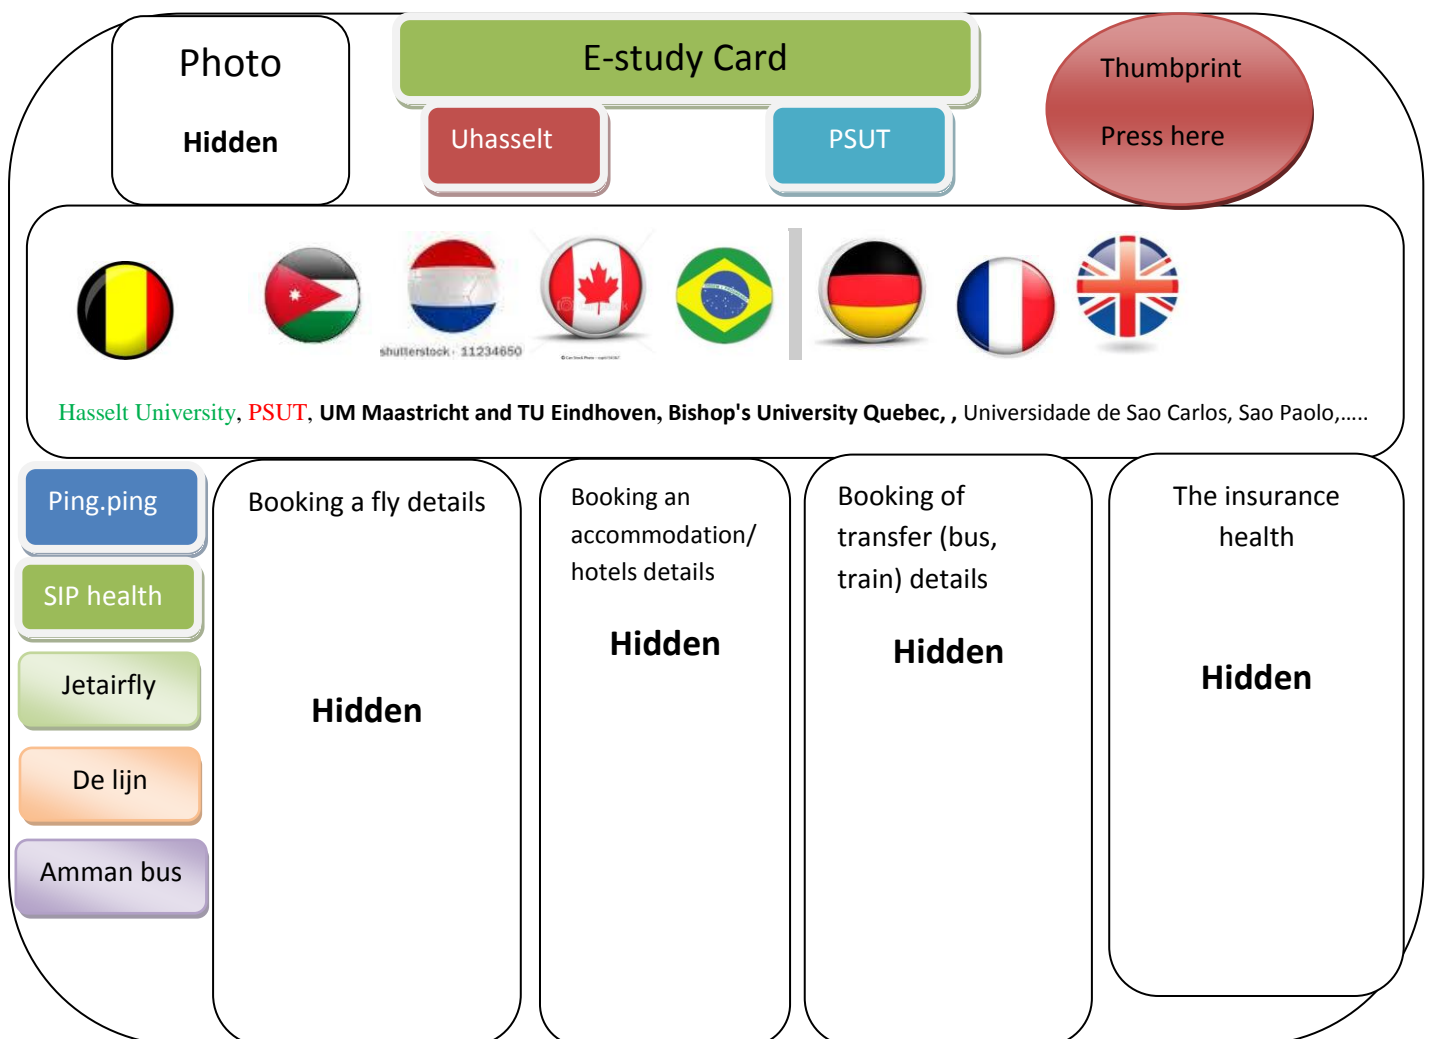 Photo
Hidden
E-study Card
Uhasselt
PSUT
Thumbprint
Press here
shutterstock · 11234650
Hasselt University, PSUT, UM Maastricht and TU Eindhoven, Bishop's University Quebec, , Universidade de Sao Carlos, Sao Paolo,.....
Ping.ping
SIP health
Jetairfly
De lijn
Amman bus
Booking a fly details
Hidden
Booking an
accommodation/
hotels details
Hidden
Booking of
transfer (bus,
train) details
Hidden
The insurance
health
Hidden